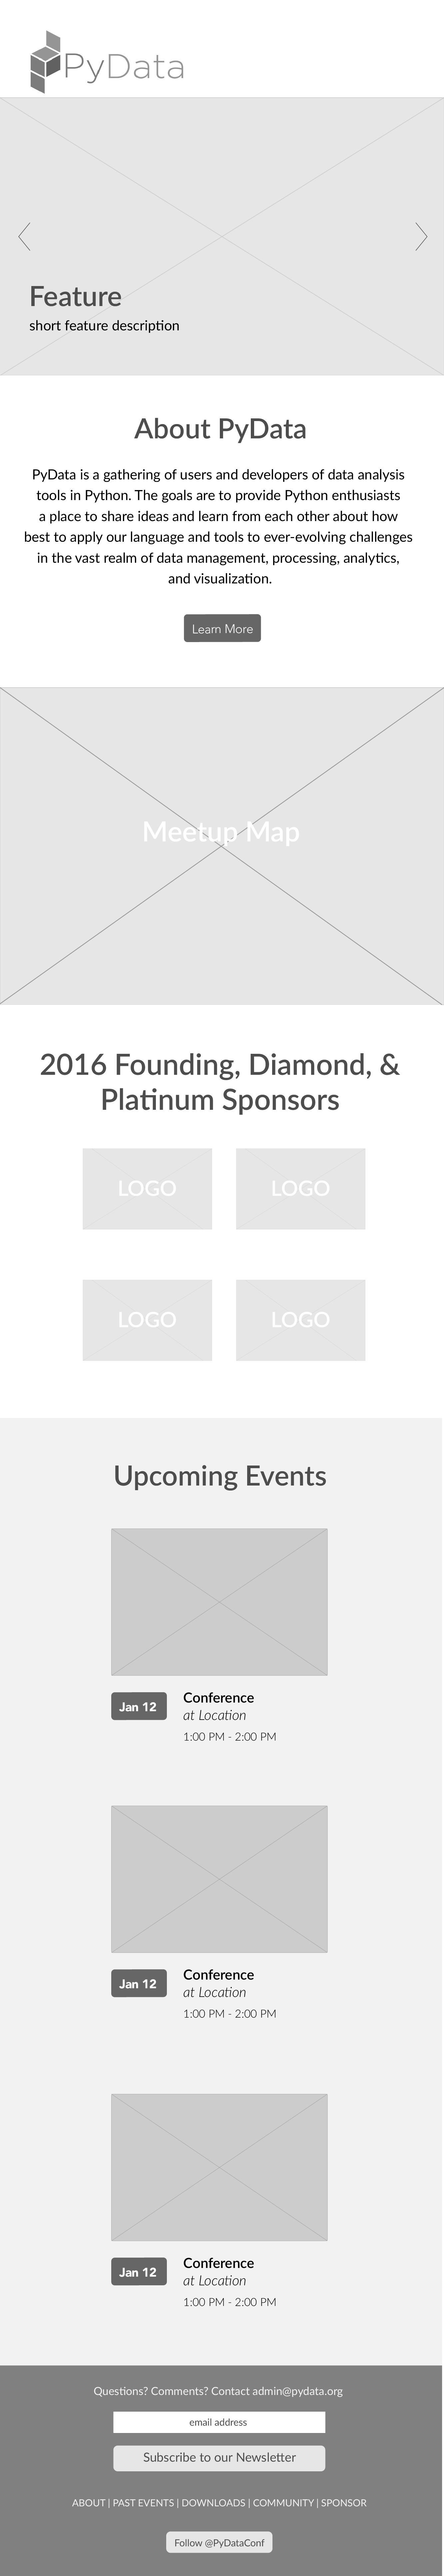 PyData
Feature
short feature description
About PyData
PyData is a gathering of users and developers of data analysis
tools in Python. The goals are to provide Python enthusiasts
a place to share ideas and learn from each other about how
best to apply our language and tools to ever-evolving challenges
in the vast realm of data management, processing, analytics,
and visualization.
Learn More
Meetup Map
2016 Founding, Diamond, &
Platinum Sponsors
LOGO LOGO
LOGO LOGO
Upcoming Events
Jan 12
Conference
at Location
1:00 PM - 2:00 PM
Jan 12
Conference
at Location
1:00 PM - 2:00 PM
Jan 12
Conference
at Location
1:00 PM - 2:00 PM
Questions? Comments? Contact admin@pydata.org
email address
Subscribe to our Newsletter
ABOUT | PAST EVENTS | DOWNLOADS | COMMUNITY | SPONSOR
Follow @PyDataConf